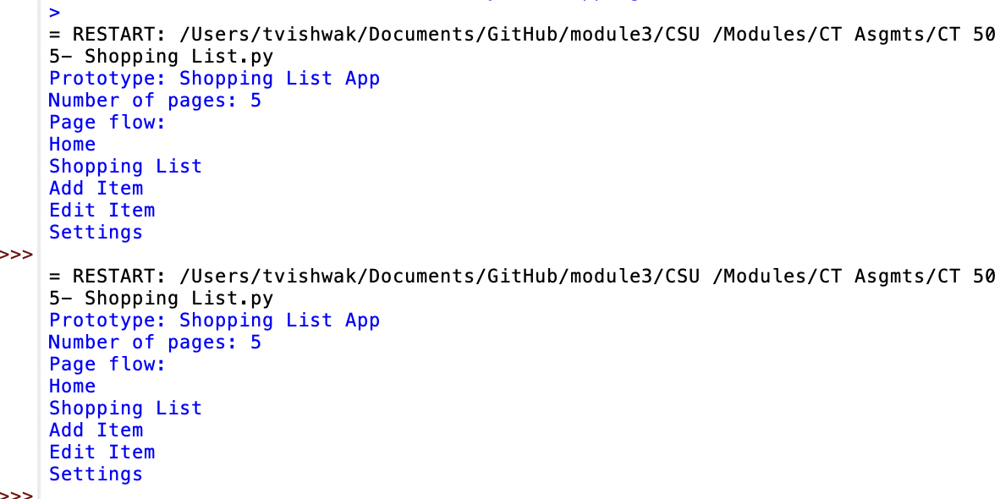 >
= RESTART: /Users/tvishwak/Documents/GitHub/module3/CSU /Modules/CT Asgmts/CT 50
5- Shopping List.py
Prototype: Shopping List App
Number of pages: 5
Page flow:
Home
Shopping List
Add Item
Edit Item
Settings
>>>
= RESTART: /Users/tvishwak/Documents/GitHub/module3/CSU /Modules/CT Asgmts/CT 50
5- Shopping List.py
Prototype: Shopping List App
Number of pages: 5
Page flow:
Home
Shopping List
Add Item
Edit Item
Settings
>>>